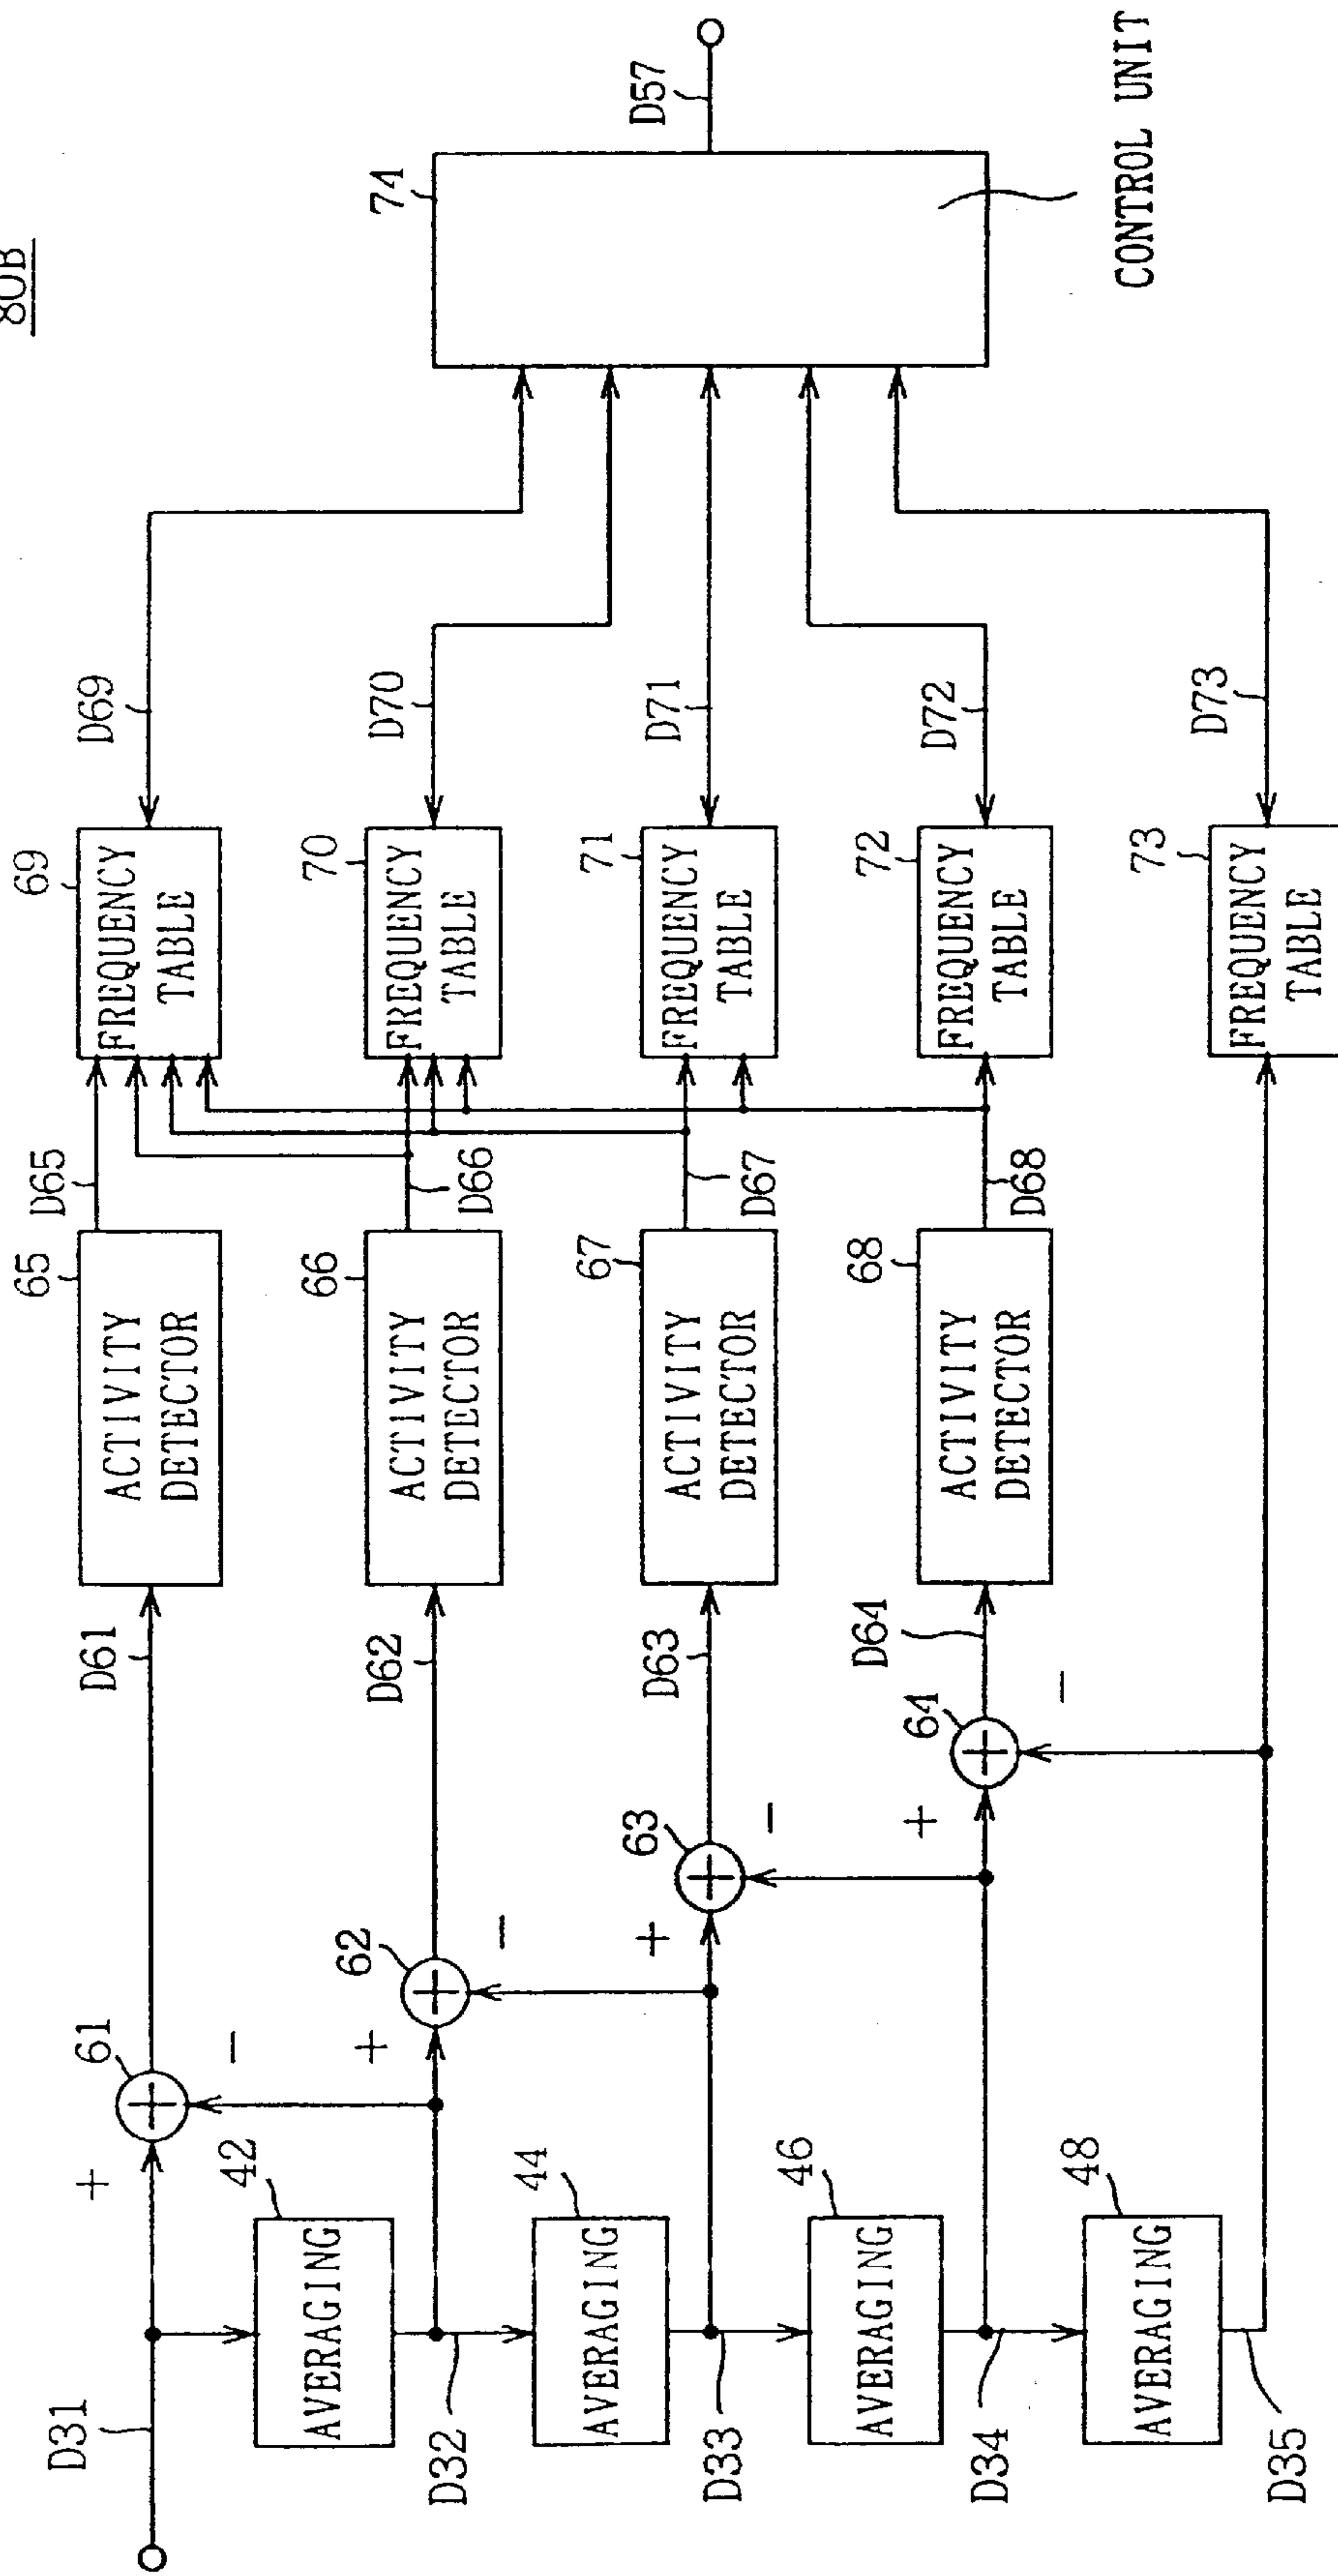 80B
D31
+
61
−
D61
65
ACTIVITY
DETECTOR
D65
69
FREQUENCY
TABLE
D69
42
AVERAGING
D32
+
62
−
D62
66
ACTIVITY
DETECTOR
D66
70
FREQUENCY
TABLE
D70
74
D57
44
AVERAGING
D33
+
63
−
D63
67
ACTIVITY
DETECTOR
D67
71
FREQUENCY
TABLE
D71
46
AVERAGING
D34
+
64
−
D64
68
ACTIVITY
DETECTOR
D68
72
FREQUENCY
TABLE
D72
CONTROL UNIT
48
AVERAGING
D35
73
FREQUENCY
TABLE
D73